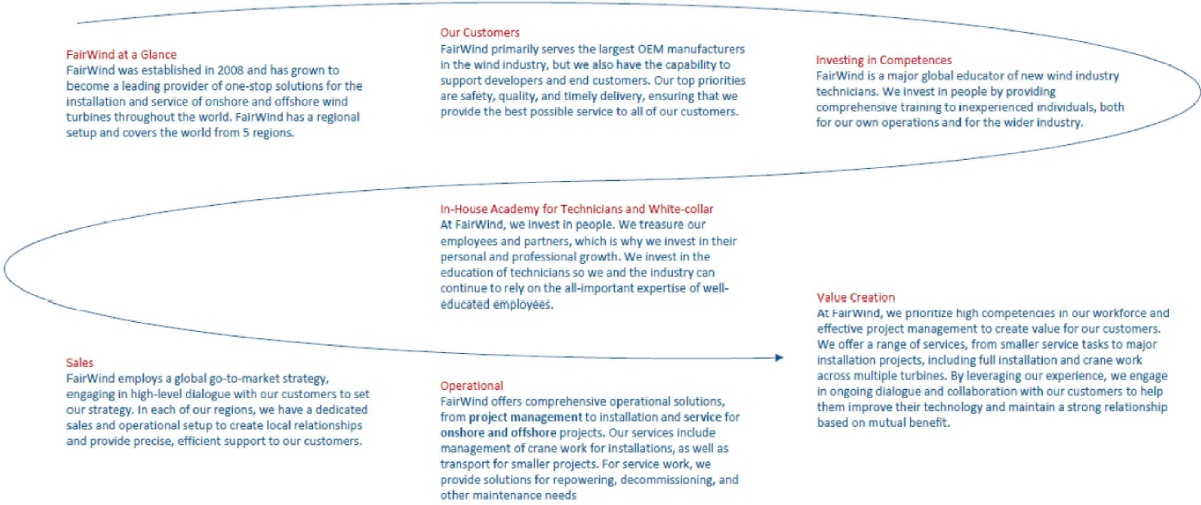 FairWind at a Glance
FairWind was established in 2008 and has grown to
become a leading provider of one-stop solutions for the
installation and service of onshore and offshore wind
turbines throughout the world. FairWind has a regional
setup and covers the world from 5 regions.
Our Customers
FairWind primarily serves the largest OEM manufacturers
in the wind industry, but we also have the capability to
support developers and end customers. Our top priorities
are safety, quality, and timely delivery, ensuring that we
provide the best possible service to all of our customers.
Investing in Competences
FairWind is a major global educator of new wind industry
technicians. We invest in people by providing
comprehensive training to inexperienced individuals, both
for our own operations and for the wider industry.
In-House Academy for Technicians and White-collar
At FairWind, we invest in people. We treasure our
employees and partners, which is why we invest in their
personal and professional growth. We invest in the
education of technicians so we and the industry can
continue to rely on the all-important expertise of well-
educated employees.
Sales
FairWind employs a global go-to-market strategy,
engaging in high-level dialogue with our customers to set
our strategy. In each of our regions, we have a dedicated
sales and operational setup to create local relationships
and provide precise, efficient support to our customers.
Operational
FairWind offers comprehensive operational solutions,
from project management to installation and service for
onshore and offshore projects. Our services include
management of crane work for installations, as well as
transport for smaller projects. For service work, we
provide solutions for repowering, decommissioning, and
other maintenance needs
Value Creation
At FairWind, we prioritize high competencies in our workforce and
effective project management to create value for our customers.
We offer a range of services, from smaller service tasks to major
installation projects, including full installation and crane work
across multiple turbines. By leveraging our experience, we engage
in ongoing dialogue and collaboration with our customers to help
them improve their technology and maintain a strong relationship
based on mutual benefit.